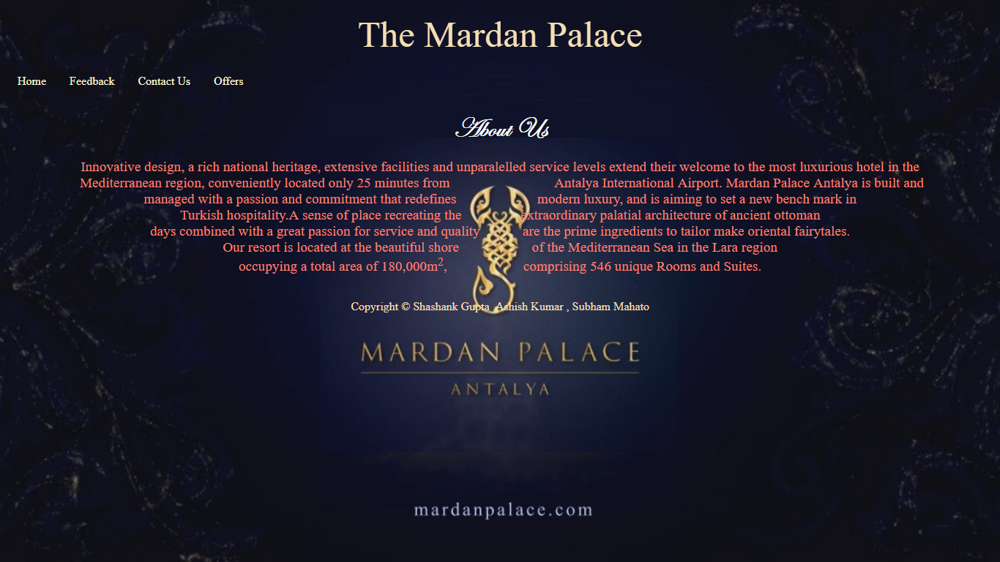 The Mardan Palace
Home Feedback Contact Us Offers
About Us
Innovative design, a rich national heritage, extensive facilities and unparalelled service levels extend their welcome to the most luxurious hotel in the
Mediterranean region, conveniently located only 25 minutes from Antalya International Airport. Mardan Palace Antalya is built and
managed with a passion and commitment that redefines modern luxury, and is aiming to set a new bench mark in
Turkish hospitality.A sense of place recreating the extraordinary palatial architecture of ancient ottoman
days combined with a great passion for service and quality are the prime ingredients to tailor make oriental fairytales.
Our resort is located at the beautiful shore of the Mediterranean Sea in the Lara region
occupying a total area of 180,000m², comprising 546 unique Rooms and Suites.
Copyright © Shashank Gupta ,Ashish Kumar , Subham Mahato
MARDAN PALACE
ANTALYA
mardanpalace.com